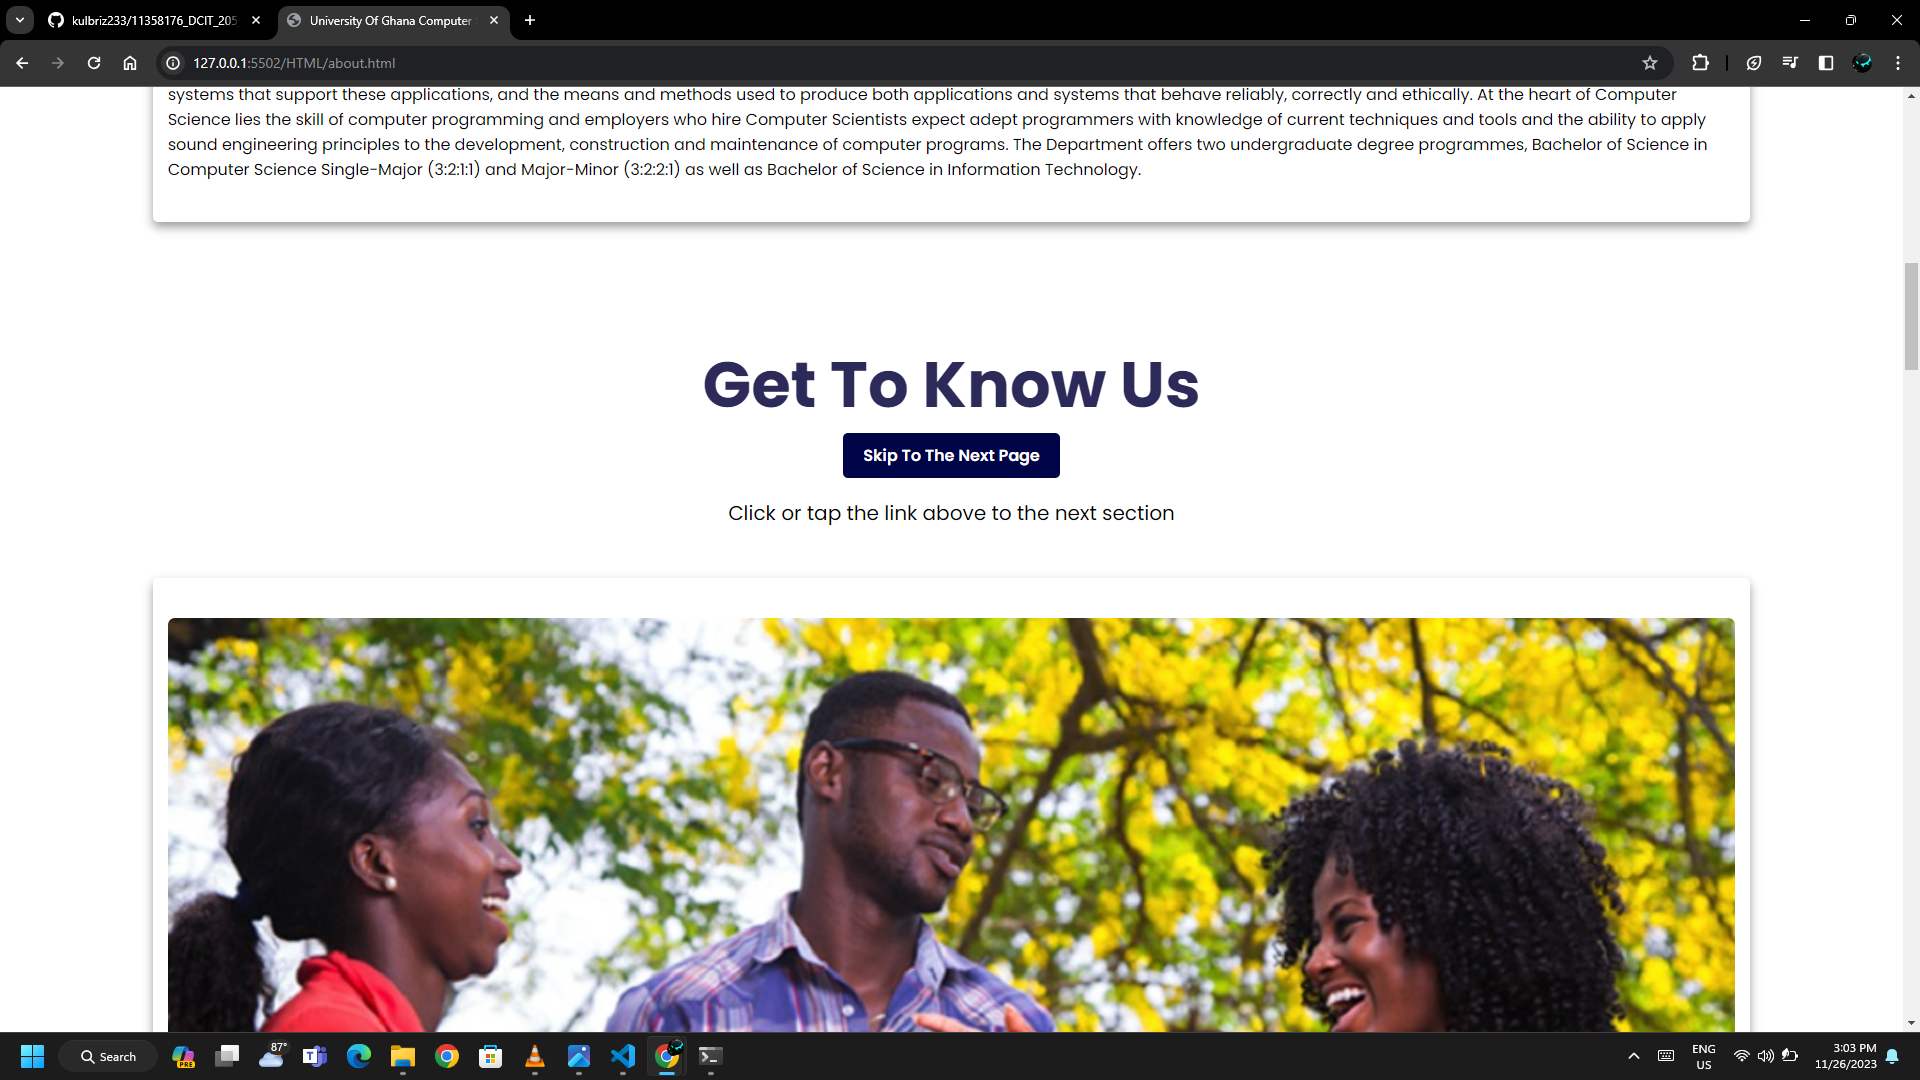 kulbriz233/11358176_DCIT_205
University Of Ghana Computer
127.0.0.1:5502/HTML/about.html
systems that support these applications, and the means and methods used to produce both applications and systems that behave reliably, correctly and ethically. At the heart of Computer
Science lies the skill of computer programming and employers who hire Computer Scientists expect adept programmers with knowledge of current techniques and tools and the ability to apply
sound engineering principles to the development, construction and maintenance of computer programs. The Department offers two undergraduate degree programmes, Bachelor of Science in
Computer Science Single-Major (3:2:1:1) and Major-Minor (3:2:2:1) as well as Bachelor of Science in Information Technology.
Get To Know Us
Skip To The Next Page
Click or tap the link above to the next section
Search
PRE
87°
ENG
US
3:03 PM
11/26/2023